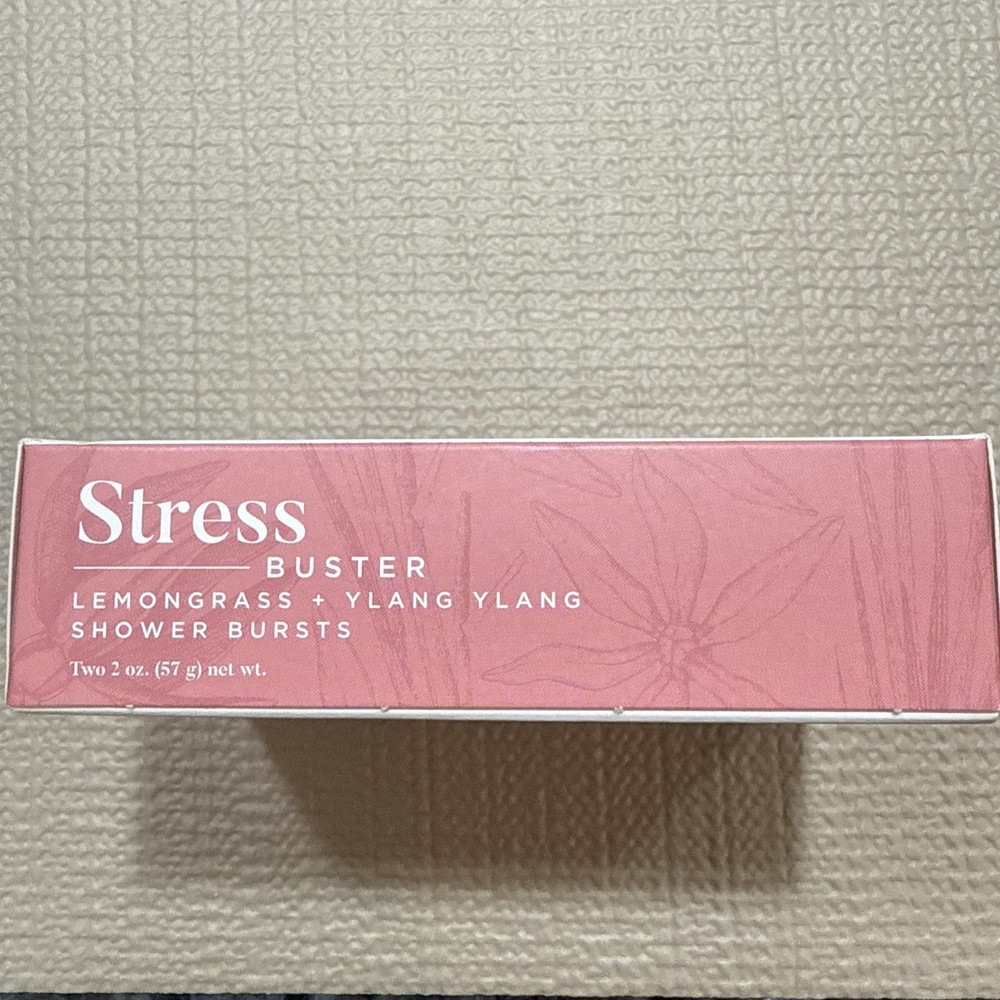 Stress
BUSTER
LEMONGRASS + YLANG YLANG
SHOWER BURSTS
Two 2 oz. (57 g) net wt.